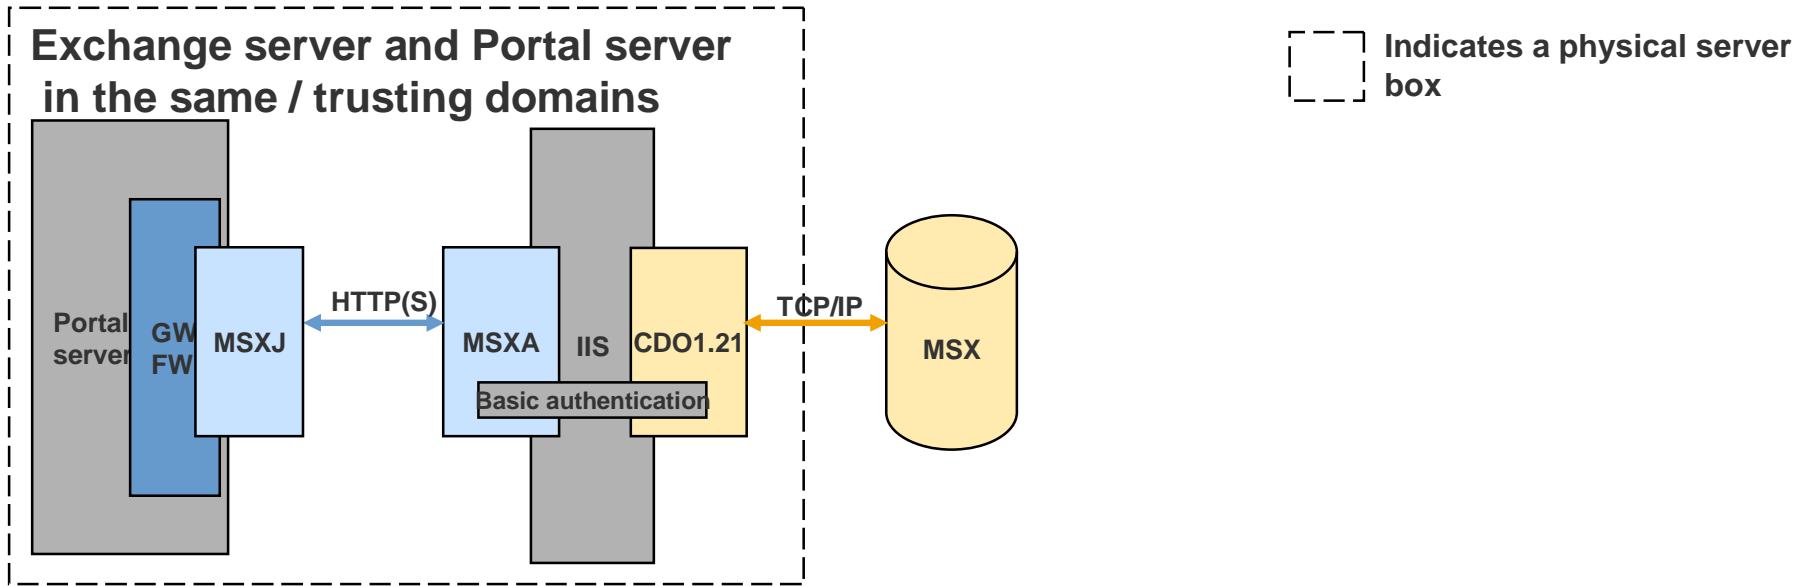 Exchange server and Portal server
in the same / trusting domains
Indicates a physical server
box
Portal
server
GW
FW
MSXJ
HTTP(S)
MSXA
IIS
CDO1.21
Basic authentication
TCP/IP
MSX